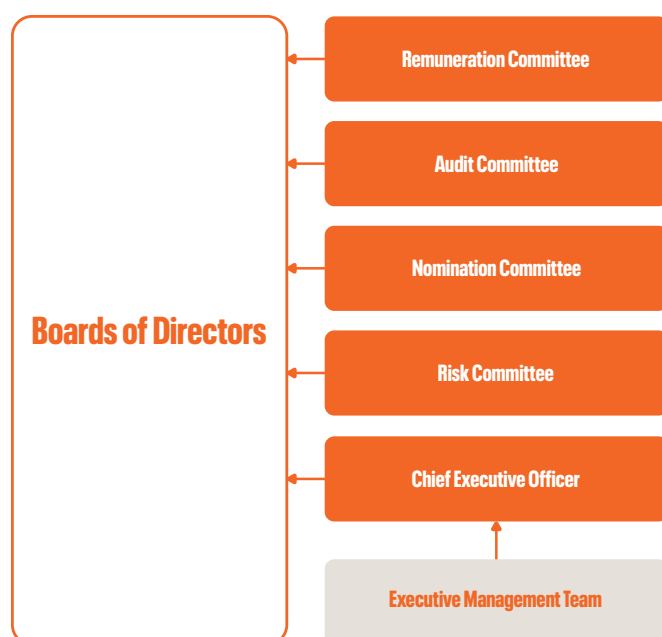 Remuneration Committee
Audit Committee
Nomination Committee
Boards of Directors
Risk Committee
Chief Executive Officer
Executive Management Team